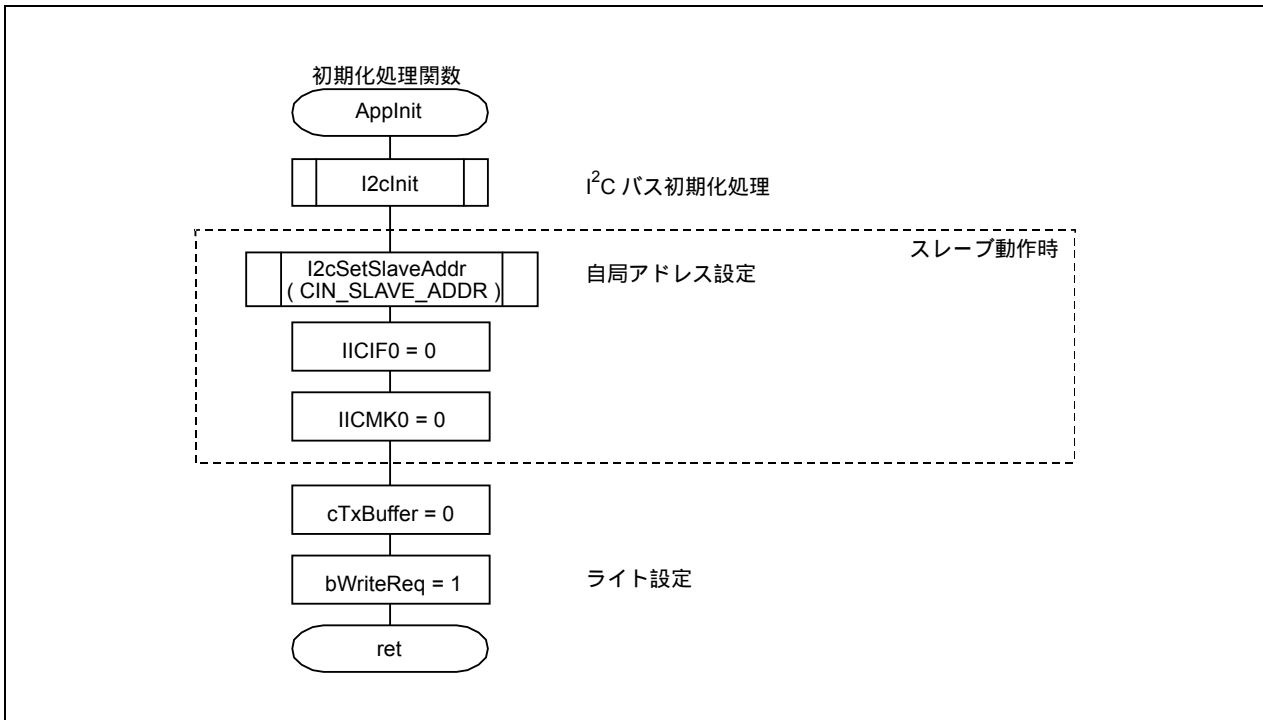 初期化処理関数
AppInit
I2cInit
I²C バス初期化処理
スレーブ動作時
I2cSetSlaveAddr
( CIN_SLAVE_ADDR )
自局アドレス設定
IICIF0 = 0
IICMK0 = 0
cTxBuffer = 0
bWriteReq = 1
ライト設定
ret